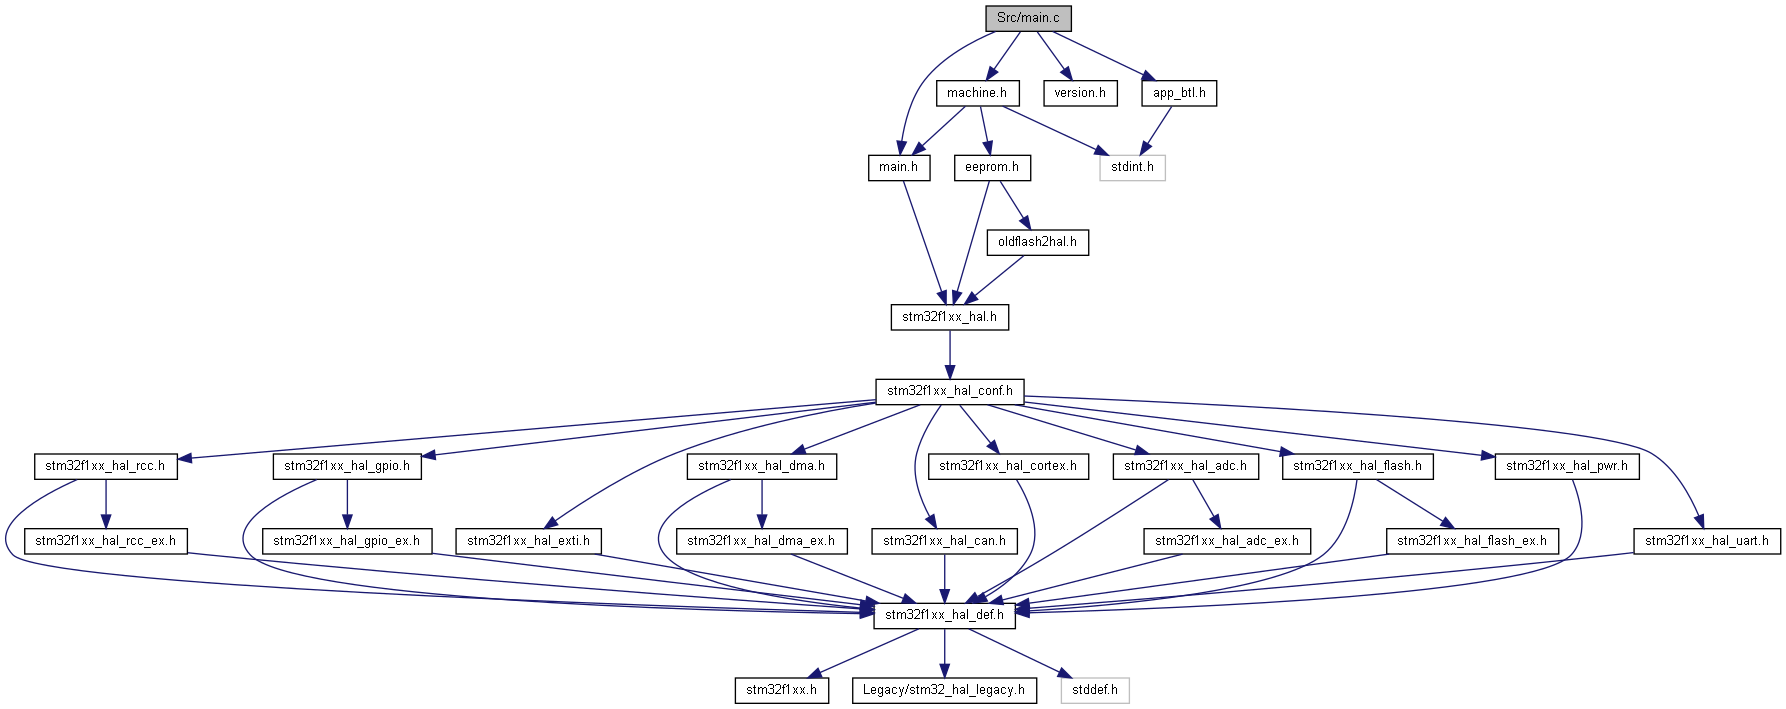 Src/main.c
machine.h
version.h
app_btl.h
main.h
eeprom.h
stdint.h
oldflash2hal.h
stm32f1xx_hal.h
stm32f1xx_hal_conf.h
stm32f1xx_hal_rcc.h
stm32f1xx_hal_gpio.h
stm32f1xx_hal_dma.h
stm32f1xx_hal_cortex.h
stm32f1xx_hal_adc.h
stm32f1xx_hal_flash.h
stm32f1xx_hal_pwr.h
stm32f1xx_hal_rcc_ex.h
stm32f1xx_hal_gpio_ex.h
stm32f1xx_hal_exti.h
stm32f1xx_hal_dma_ex.h
stm32f1xx_hal_can.h
stm32f1xx_hal_adc_ex.h
stm32f1xx_hal_flash_ex.h
stm32f1xx_hal_uart.h
stm32f1xx_hal_def.h
stm32f1xx.h
Legacy/stm32_hal_legacy.h
stddef.h